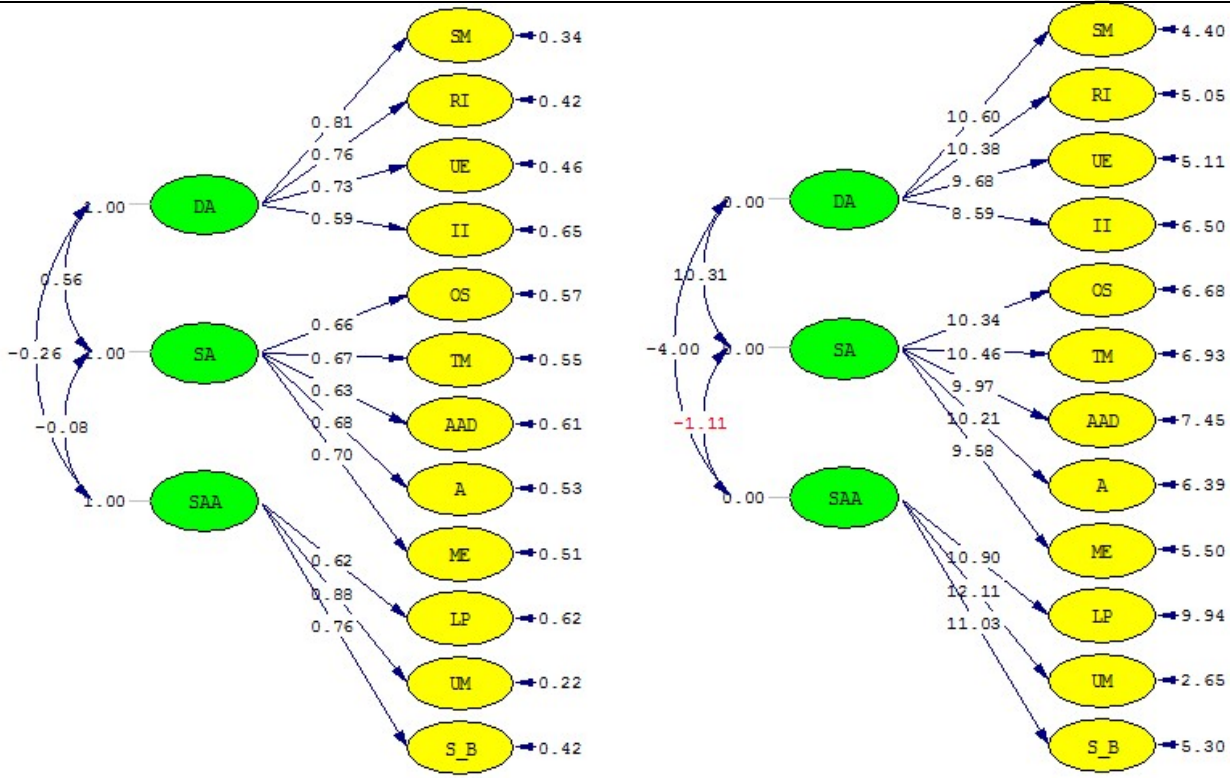 SM
0.34
RI
0.42
0.81
0.76
UE
0.46
0.73
1.00
DA
0.59
II
0.65
0.56
OS
0.57
0.66
-0.26
1.00
SA
0.67
TM
0.55
0.63
0.68
AAD
0.61
-0.08
0.70
A
0.53
1.00
SAA
ME
0.51
0.62
0.88
LP
0.62
0.76
UM
0.22
S_B
0.42
SM
4.40
RI
5.05
10.60
10.38
UE
5.11
9.68
0.00
DA
8.59
II
6.50
10.31
OS
6.68
10.34
-4.00
0.00
SA
10.46
TM
6.93
9.97
10.21
AAD
7.45
-1.11
9.58
A
6.39
0.00
SAA
ME
5.50
10.90
12.11
LP
9.94
11.03
UM
2.65
S_B
5.30